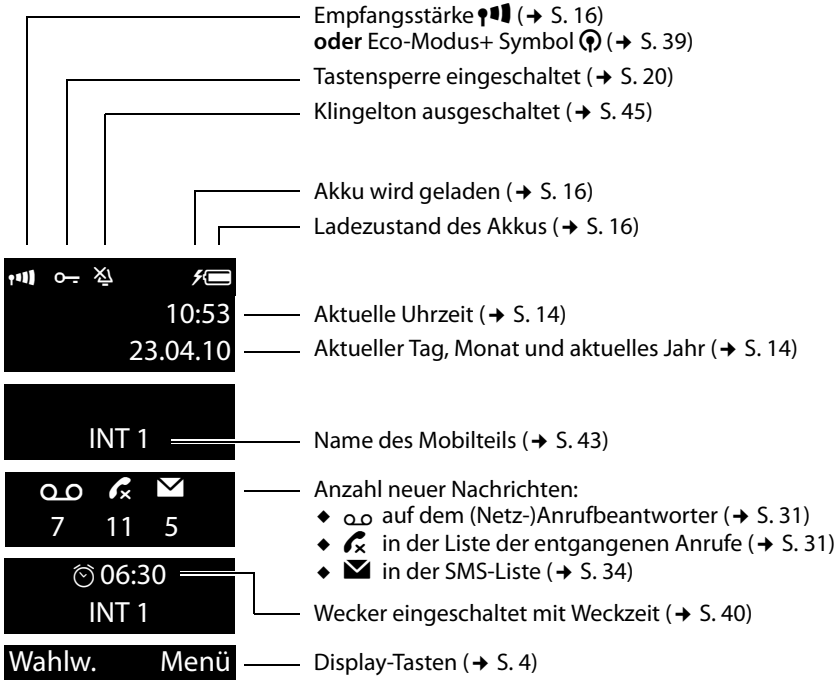 Empfangsstärke (➔ S. 16)
oder Eco-Modus+ Symbol (➔ S. 39)
Tastensperre eingeschaltet (➔ S. 20)
Klingelton ausgeschaltet (➔ S. 45)
Akku wird geladen (➔ S. 16)
Ladezustand des Akkus (➔ S. 16)
10:53
Aktuelle Uhrzeit (➔ S. 14)
23.04.10
Aktueller Tag, Monat und aktuelles Jahr (➔ S. 14)
INT 1
Name des Mobilteils (➔ S. 43)
Anzahl neuer Nachrichten:
7 11 5
◆ auf dem (Netz-)Anrufbeantworter (➔ S. 31)
◆ in der Liste der entgangenen Anrufe (➔ S. 31)
◆ in der SMS-Liste (➔ S. 34)
06:30
INT 1
Wecker eingeschaltet mit Weckzeit (➔ S. 40)
Wahlw. Menü
Display-Tasten (➔ S. 4)